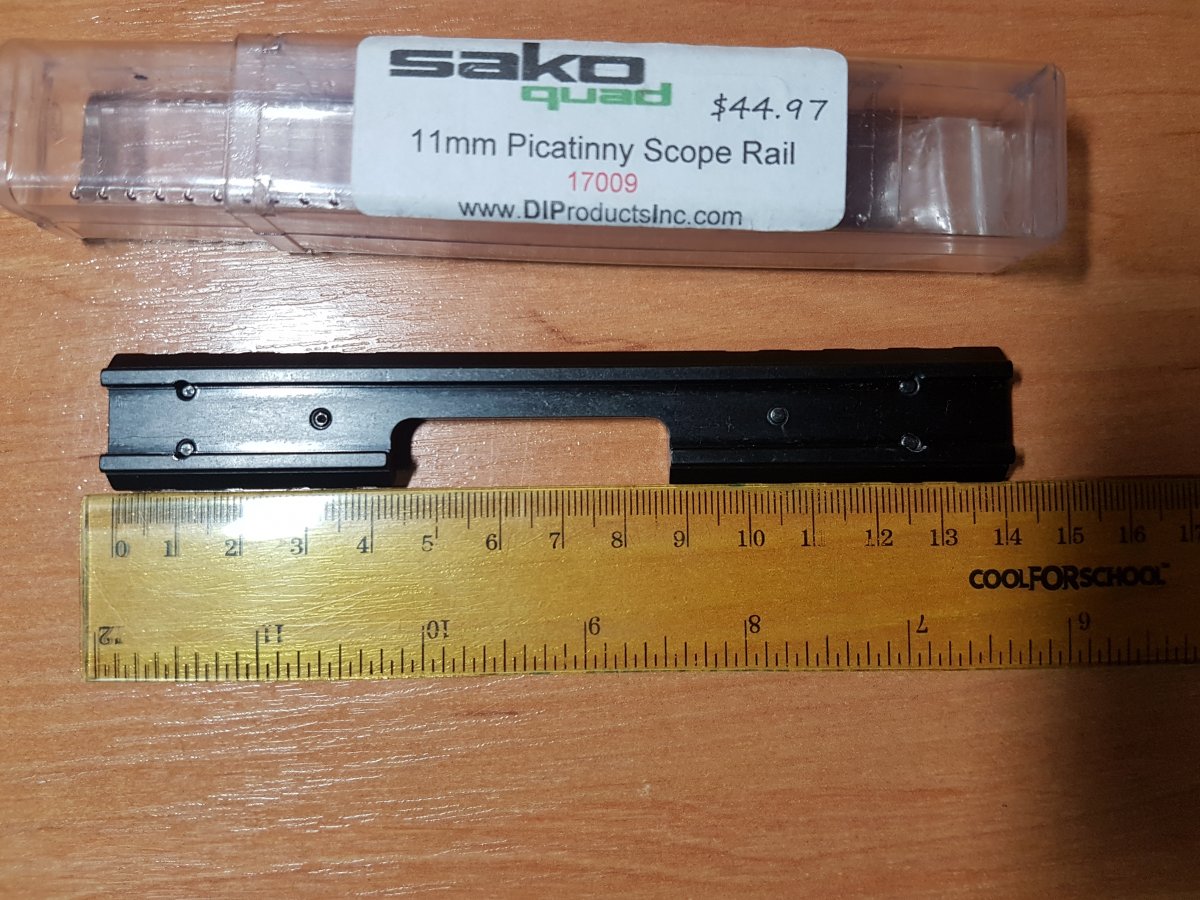 sako
quad
$44.97
11mm Picatinny Scope Rail
17009
www.DIProductsInc.com
0 1 2 3 4 5 6 7 8 9 10 11 12 13 14 15 16 17
COOLFORSCHOOL™
12 11 10 9 8 7 6